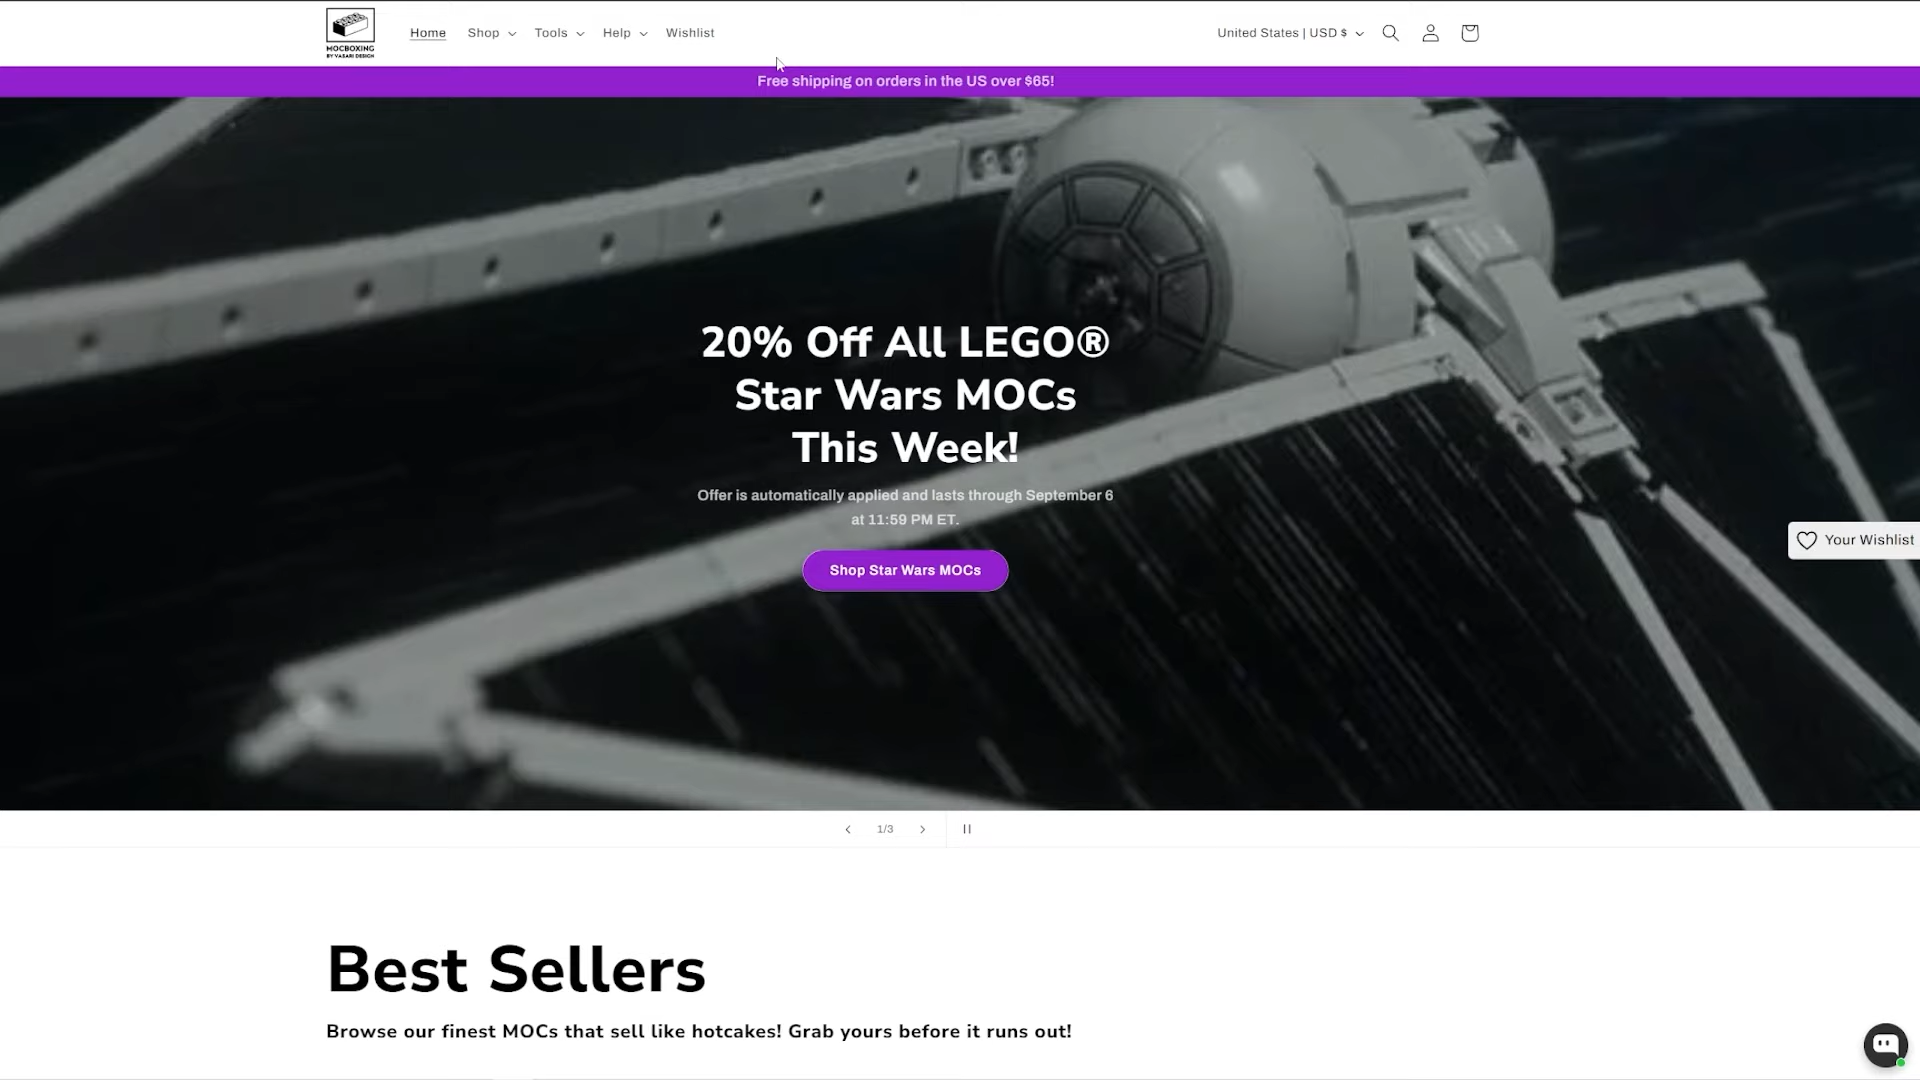 MOCBOXING
BY VASARI DESIGN
Home
Shop
Tools
Help
Wishlist
United States | USD $
Free shipping on orders in the US over $65!
20% Off All LEGO®
Star Wars MOCs
This Week!
Offer is automatically applied and lasts through September 6
at 11:59 PM ET.
Shop Star Wars MOCs
Your Wishlist
1/3
Best Sellers
Browse our finest MOCs that sell like hotcakes! Grab yours before it runs out!